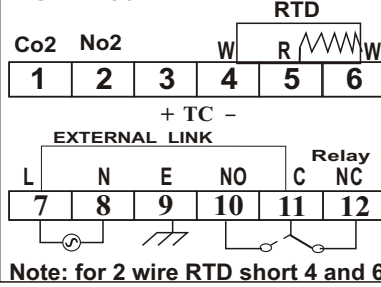 RTD
Co2 No2 W R W
1 2 3 4 5 6
+ TC -
EXTERNAL LINK
Relay
L N E NO C NC
7 8 9 10 11 12
Note: for 2 wire RTD short 4 and 6